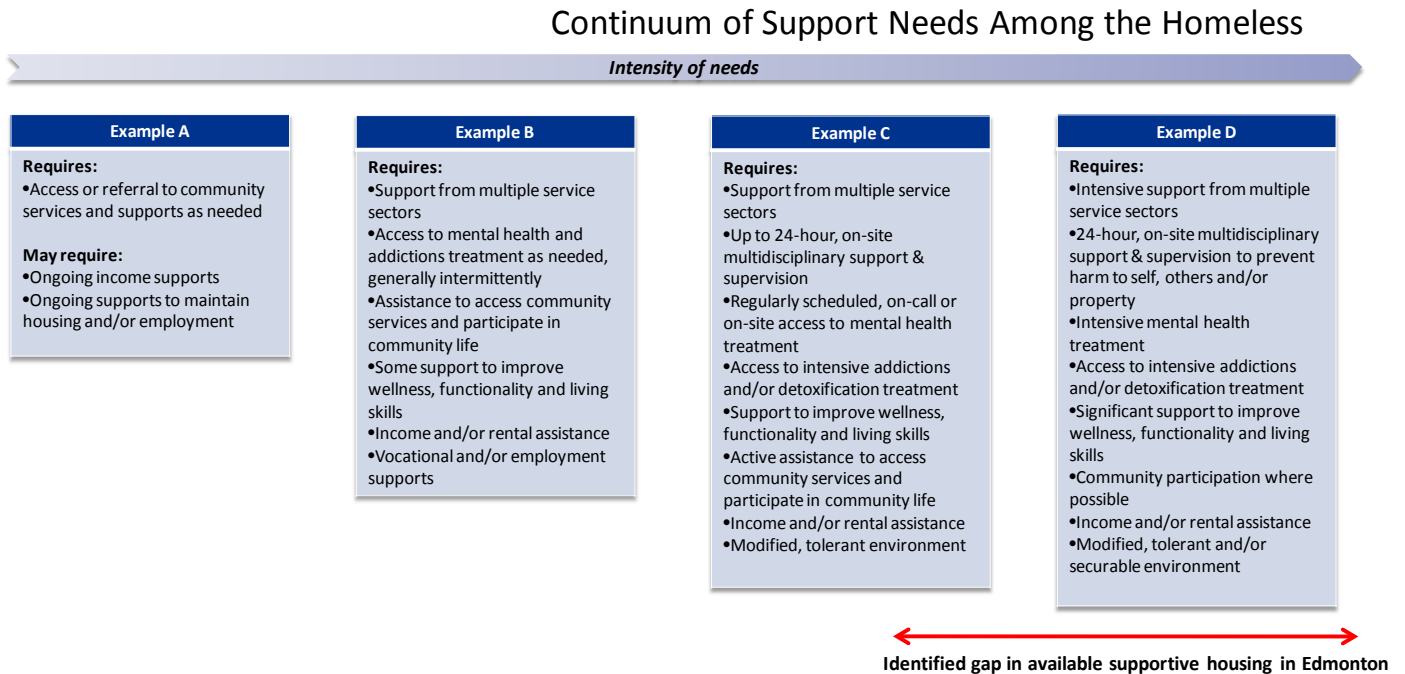 Continuum of Support Needs Among the Homeless
Intensity of needs
Example A
Requires:
•Access or referral to community
services and supports as needed
May require:
•Ongoing income supports
•Ongoing supports to maintain
housing and/or employment
Example B
Requires:
•Support from multiple service
sectors
•Access to mental health and
addictions treatment as needed,
generally intermittently
•Assistance to access community
services and participate in
community life
•Some support to improve
wellness, functionality and living
skills
•Income and/or rental assistance
•Vocational and/or employment
supports
Example C
Requires:
•Support from multiple service
sectors
•Up to 24-hour, on-site
multidisciplinary support &
supervision
•Regularly scheduled, on-call or
on-site access to mental health
treatment
•Access to intensive addictions
and/or detoxification treatment
•Support to improve wellness,
functionality and living skills
•Active assistance to access
community services and
participate in community life
•Income and/or rental assistance
•Modified, tolerant environment
Example D
Requires:
•Intensive support from multiple
service sectors
•24-hour, on-site multidisciplinary
support & supervision to prevent
harm to self, others and/or
property
•Intensive mental health
treatment
•Access to intensive addictions
and/or detoxification treatment
•Significant support to improve
wellness, functionality and living
skills
•Community participation where
possible
•Income and/or rental assistance
•Modified, tolerant and/or
securable environment
Identified gap in available supportive housing in Edmonton